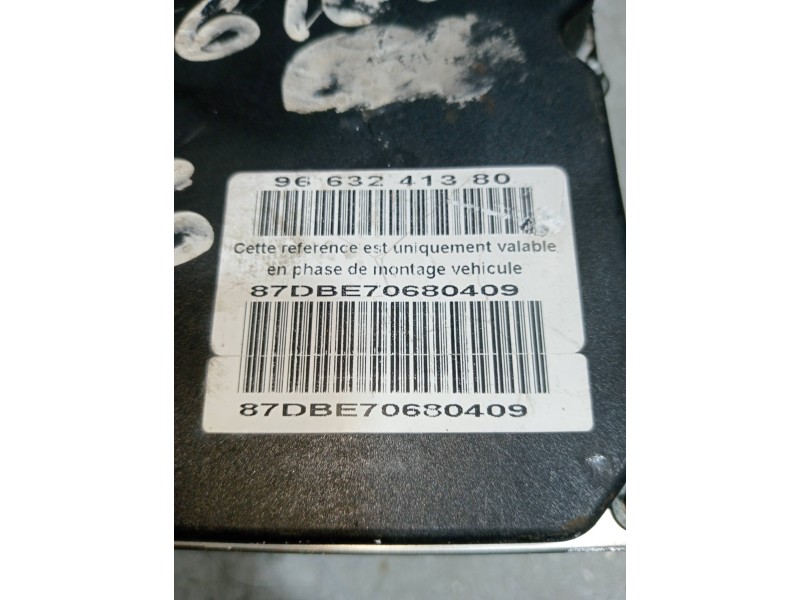 96 632 413 80
Cette reference est uniquement valable
en phase de montage vehicule
87DBE70680409
87DBE70680409